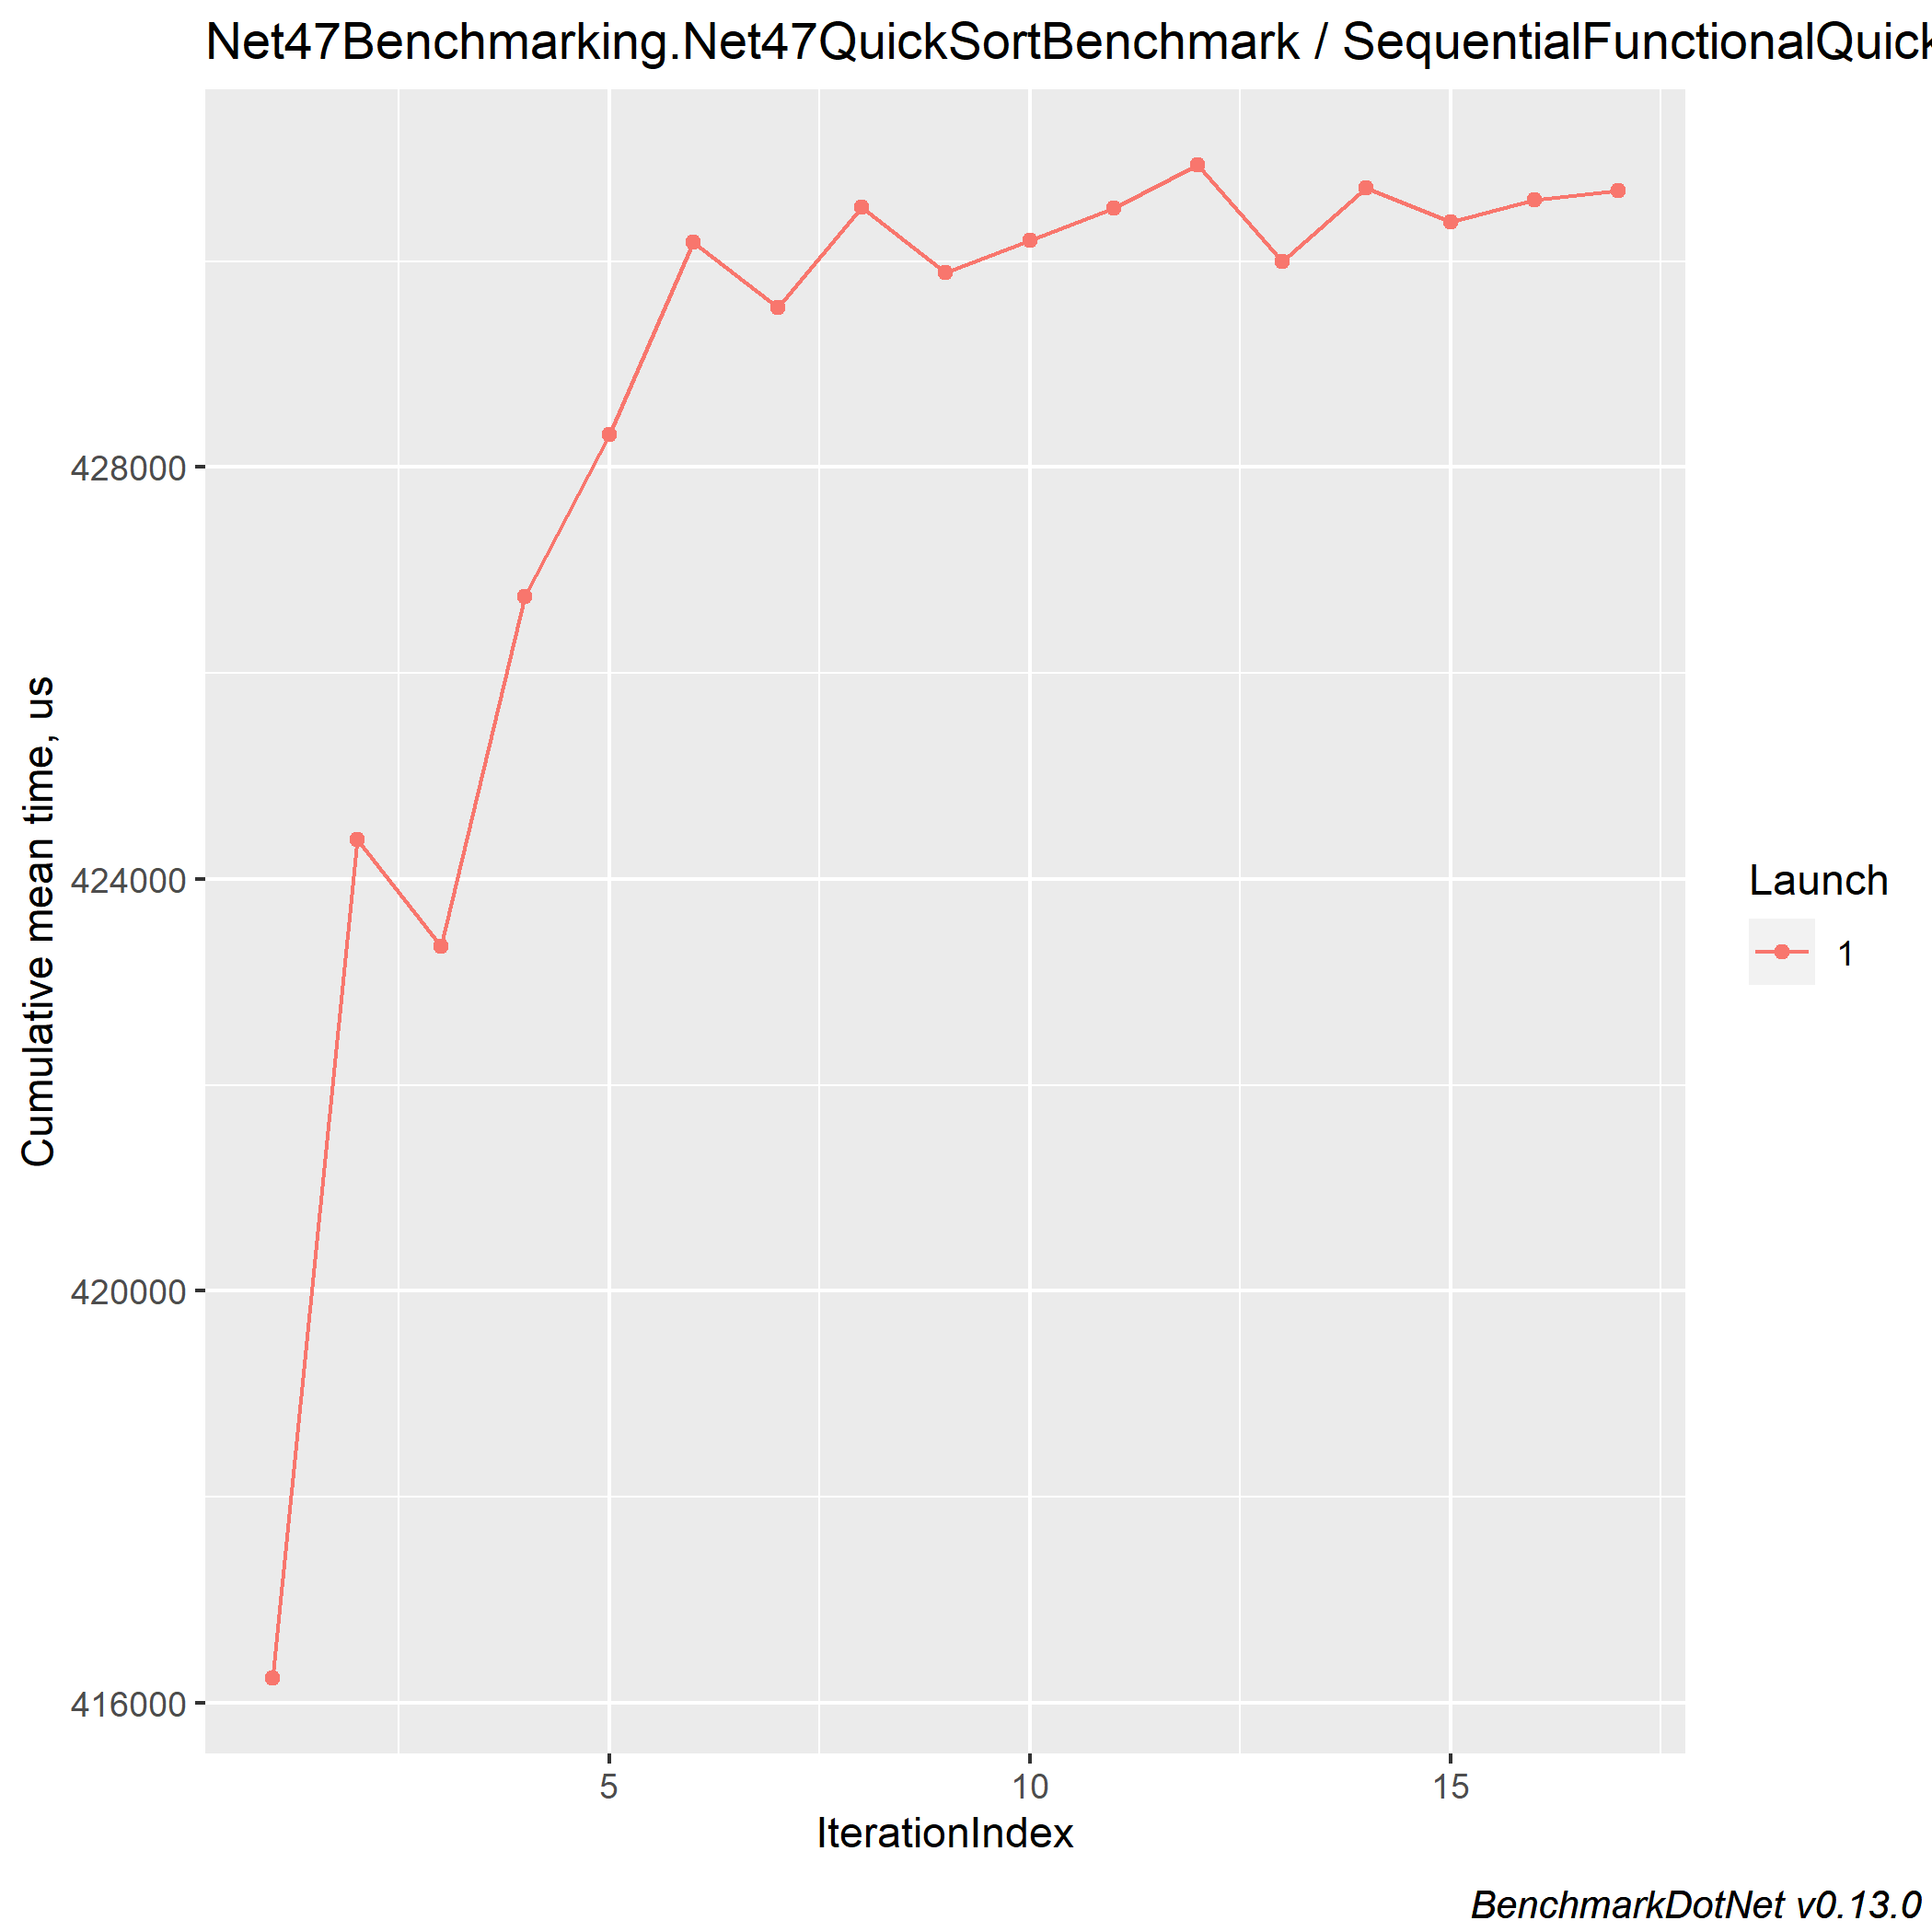 Net47Benchmarking.Net47QuickSortBenchmark / SequentialFunctionalQuick
Cumulative mean time, us
428000
424000
420000
416000
5
10
15
IterationIndex
Launch
1
BenchmarkDotNet v0.13.0